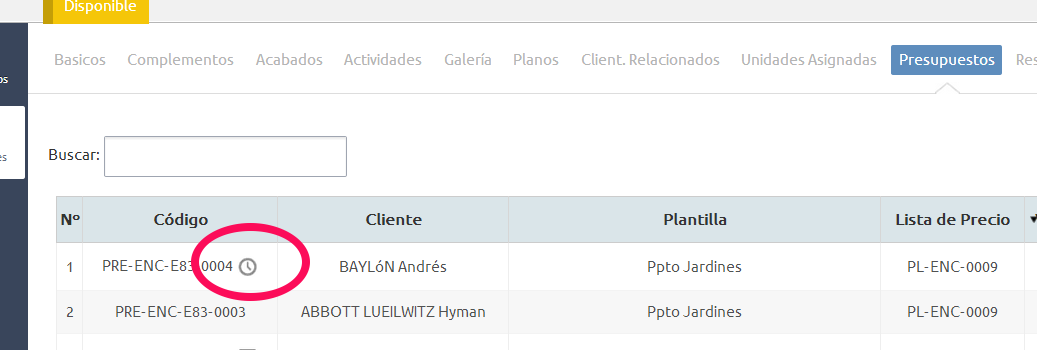 Disponible
Basicos Complementos Acabados Actividades Galería Planos Client. Relacionados Unidades Asignadas Presupuestos Res
os
es
Buscar:
Nº Código Cliente Plantilla Lista de Precio
1 PRE-ENC-E83-0004 BAYLóN Andrés Ppto Jardines PL-ENC-0009
2 PRE-ENC-E83-0003 ABBOTT LUEILWITZ Hyman Ppto Jardines PL-ENC-0009